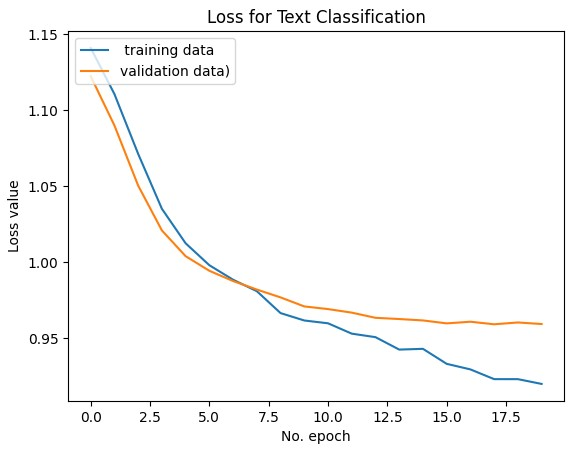 Loss for Text Classification
1.15
1.10
1.05
1.00
0.95
Loss value
training data
validation data)
0.0 2.5 5.0 7.5 10.0 12.5 15.0 17.5
No. epoch